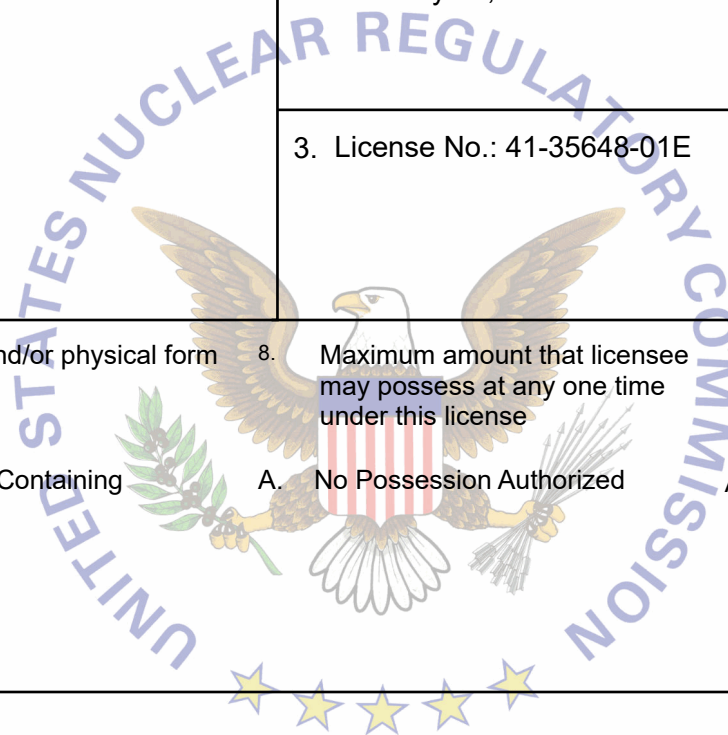 3. License No.: 41-35648-01E
nd/or physical form
8. Maximum amount that licensee
may possess at any one time
under this license
Containing
A. No Possession Authorized
UNITED STATES NUCLEAR REGULATORY COMMISSION